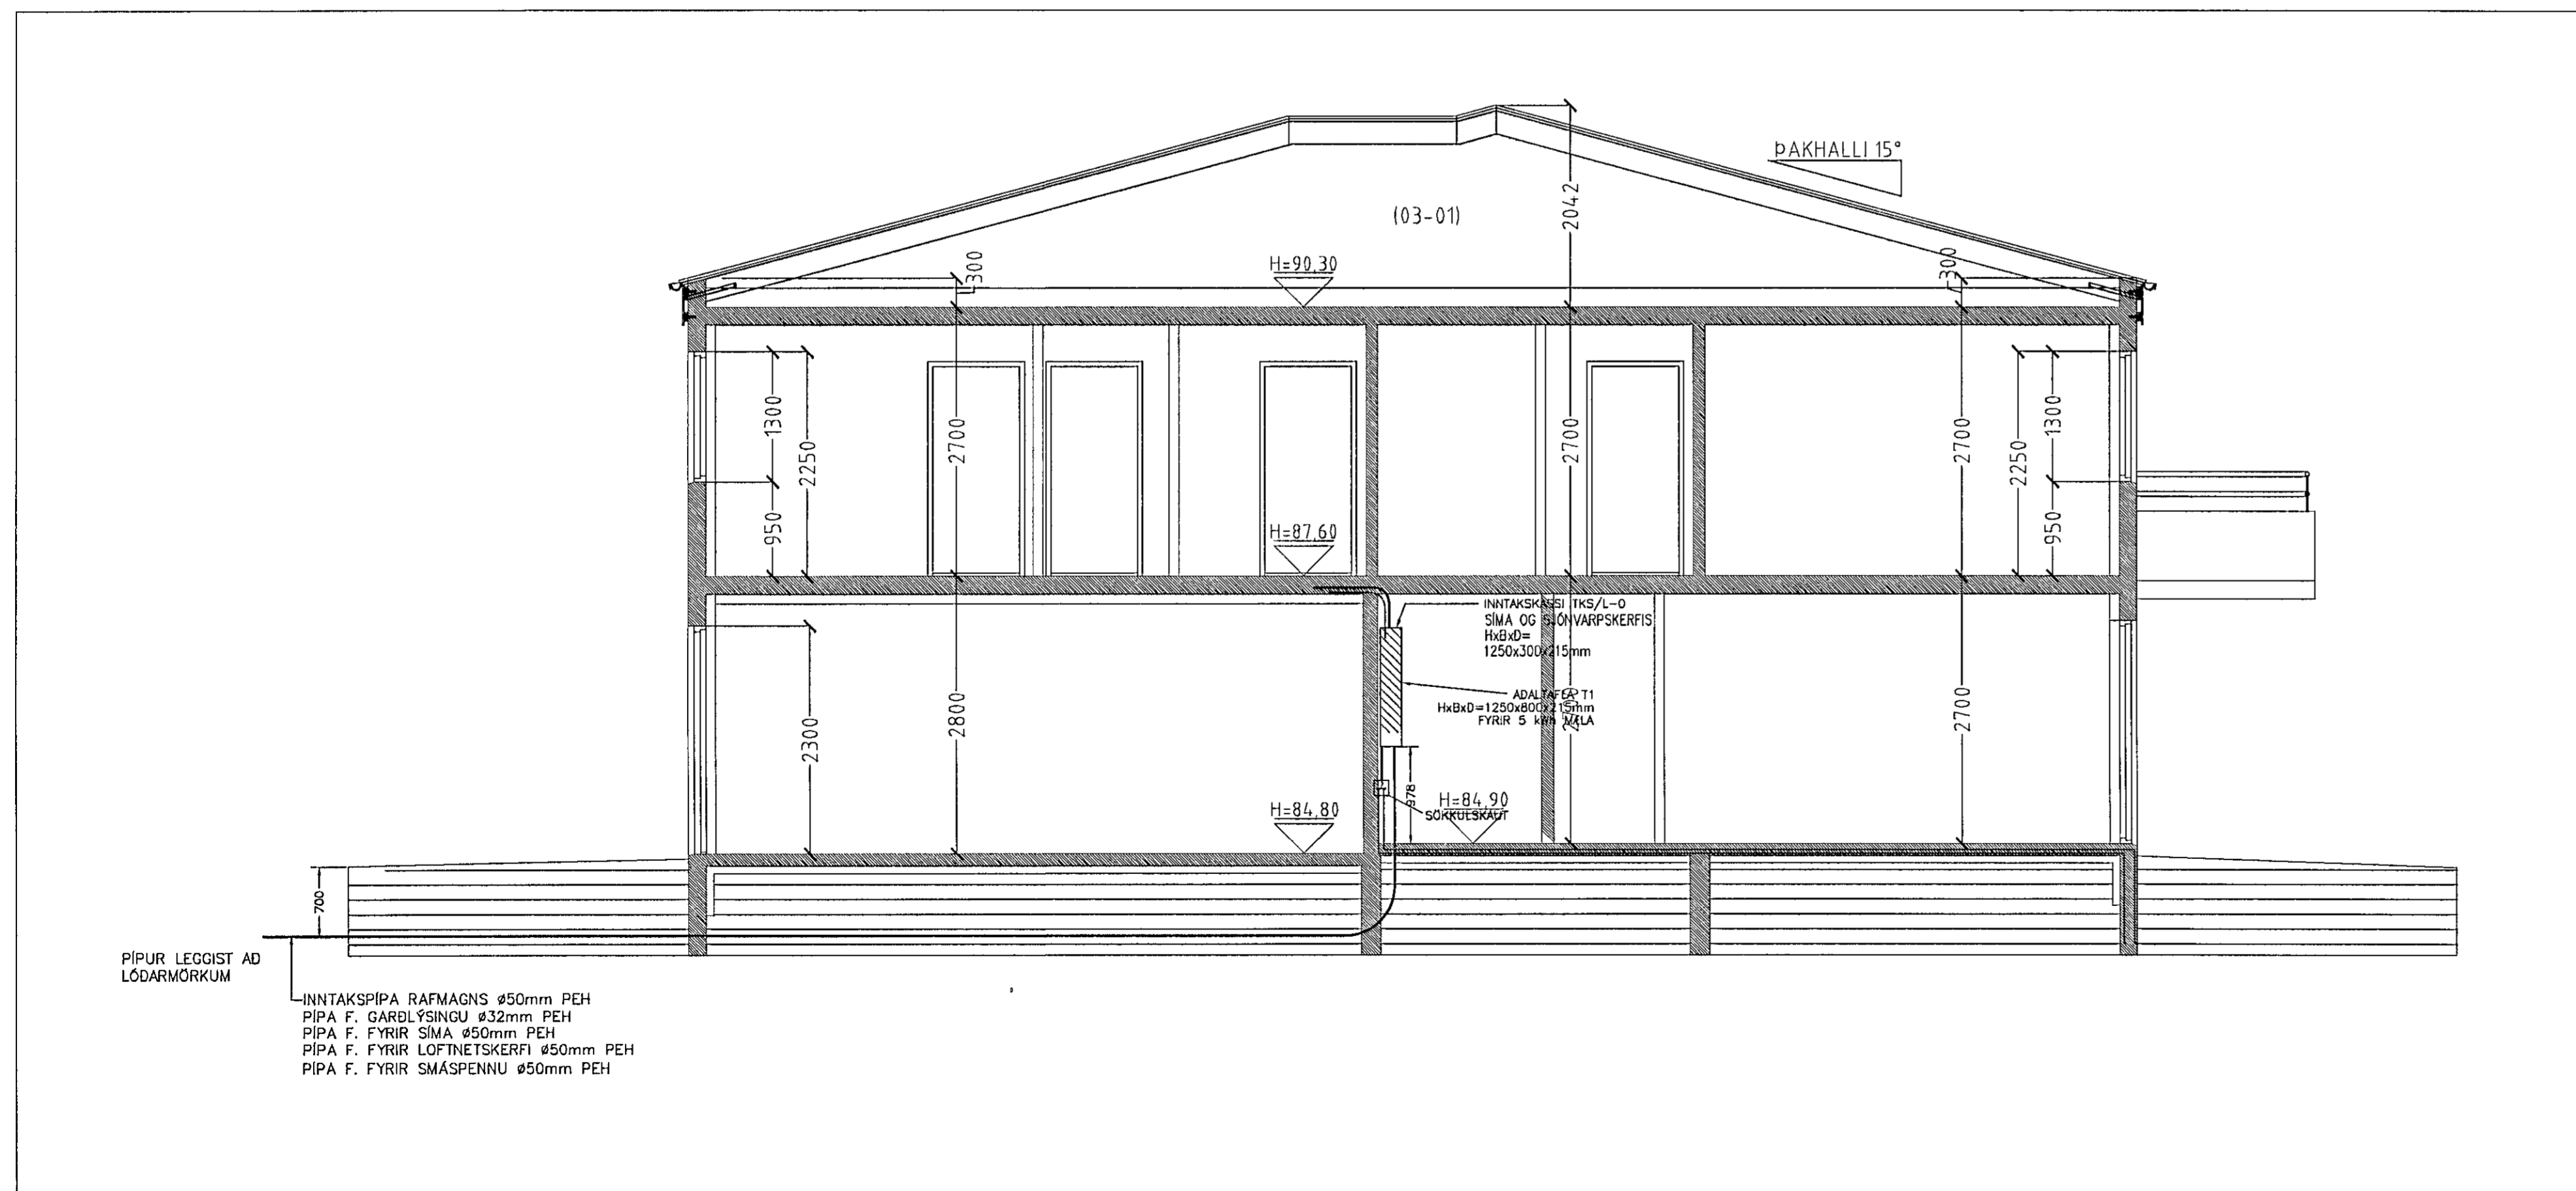 ÞAKHALLI 15°
2042
(03-01)
300
H=90,30
300
1300
2250
2700
2700
2700
2250
1300
950
950
H=87,60
INNTAKSKASSI TKS/L-0
SÍMA OG SJÓNVARPSKERFIS
HxBxD=
1250x300x215mm
ADALTAFLA T1
HxBxD=1250x800x215mm
FYRIR 5 kWh MÆLA
2300
2800
2700
2700
978
H=84,80
H=84,90
SÖKKULSKAUT
700
PÍPUR LEGGIST AÐ
LÓÐARMÖRKUM
INNTAKSPÍPA RAFMAGNS ø50mm PEH
PÍPA F. GARÐLÝSINGU ø32mm PEH
PÍPA F. FYRIR SÍMA ø50mm PEH
PÍPA F. FYRIR LOFTNETSKERFI ø50mm PEH
PÍPA F. FYRIR SMÁSPENNU ø50mm PEH